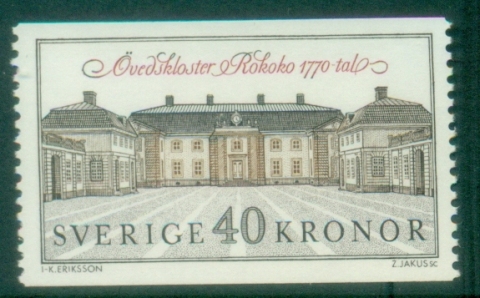 Övedskloster Rokoko 1770-tal
SVERIGE 40 KRONOR
I-K.ERIKSSON Z.JAKUS SC